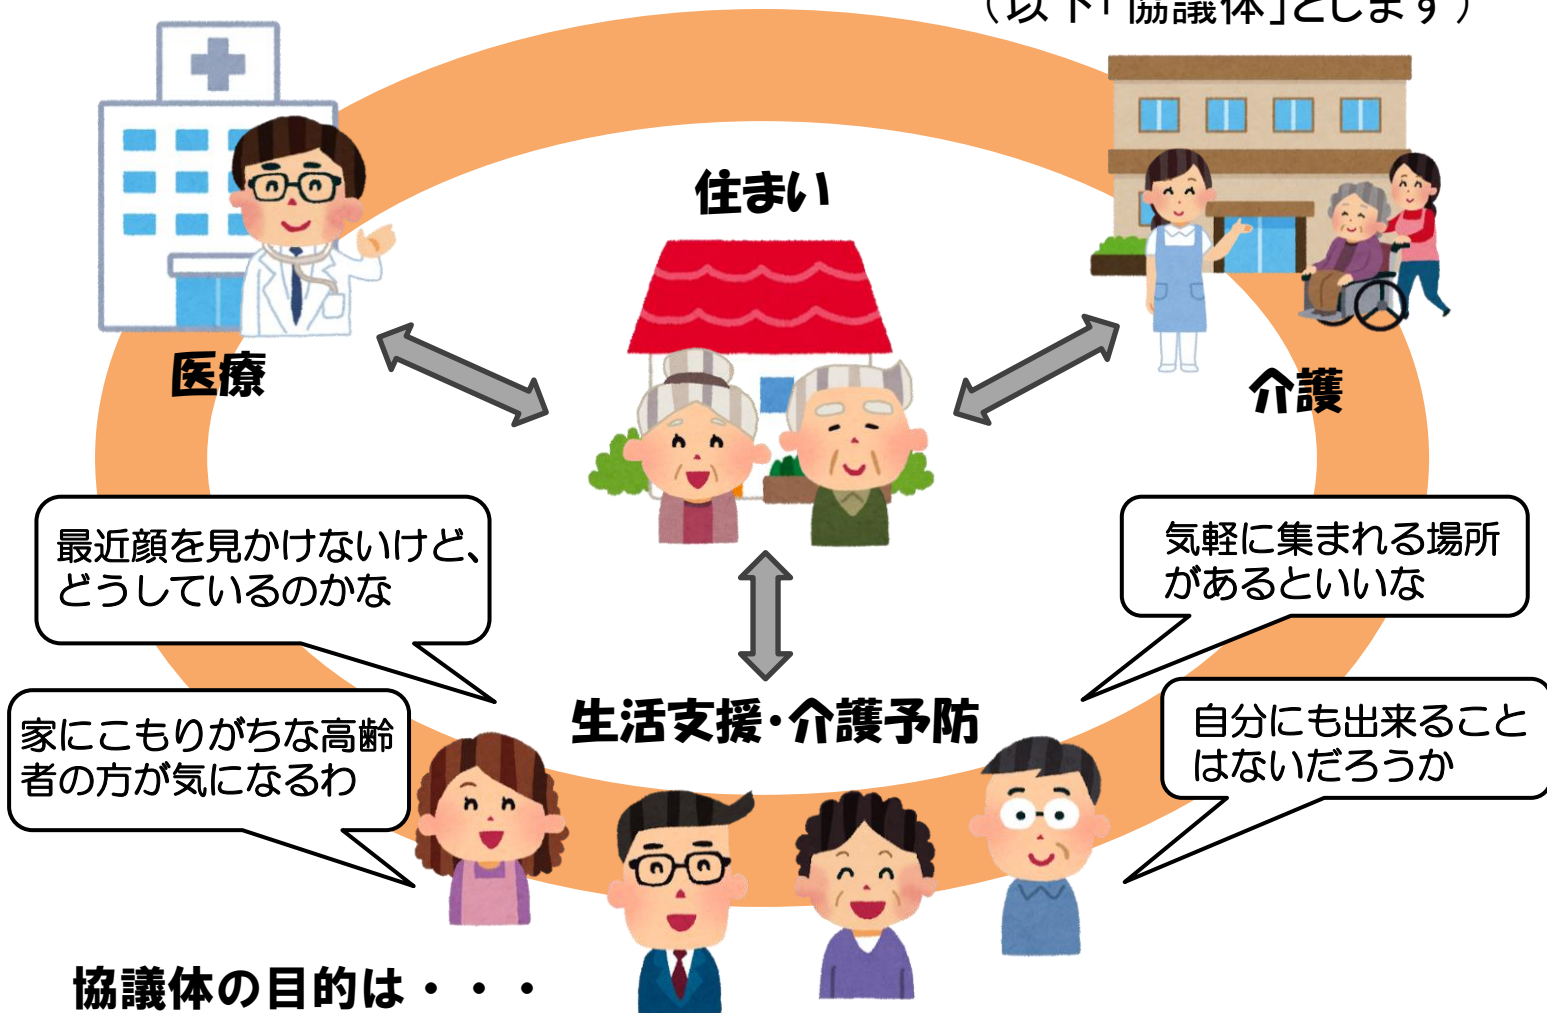 （以下「協議体」とします）
住まい
医療
介護
最近顔を見かけないけど、
どうしているのかな
気軽に集まれる場所
があるといいな
家にこもりがちな高齢
者の方が気になるわ
生活支援・介護予防
自分にも出来ること
はないだろうか
協議体の目的は・・・